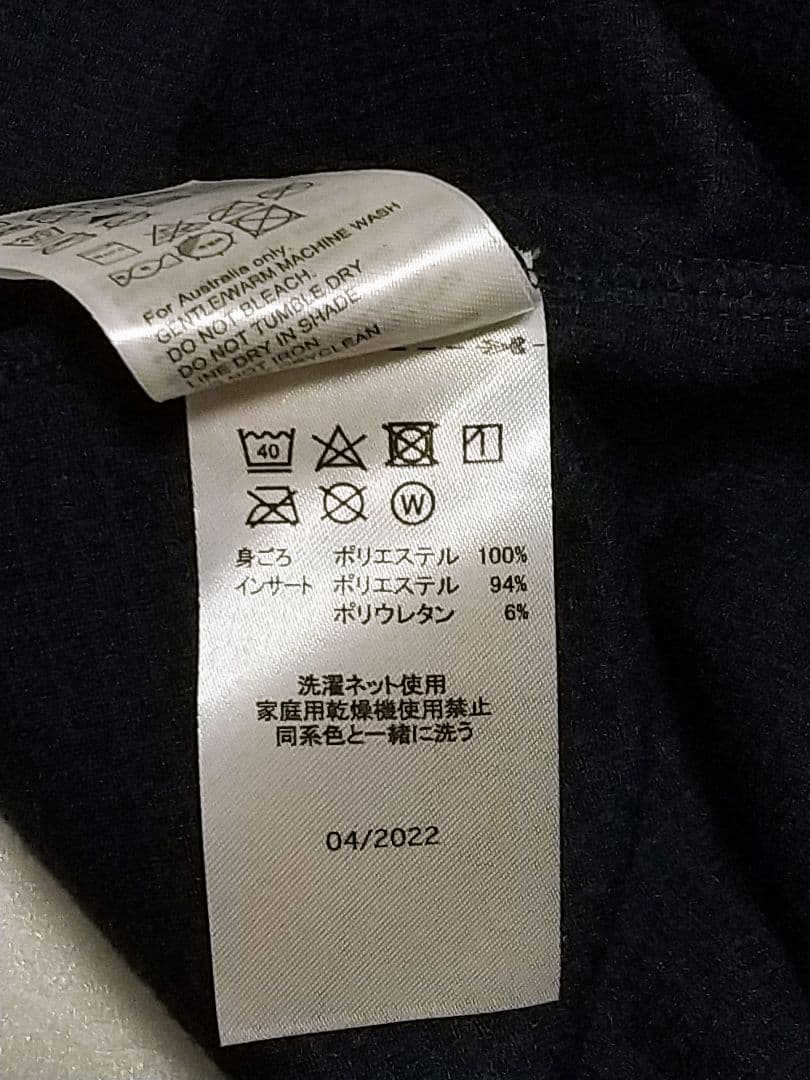 For Australia only.
GENTLE/WARM MACHINE WASH
DO NOT BLEACH.
DO NOT TUMBLE DRY
LINE DRY IN SHADE
NOT IRON
40
W
身ごろ ポリエステル 100%
インサート ポリエステル 94%
ポリウレタン 6%
洗濯ネット使用
家庭用乾燥機使用禁止
同系色と一緒に洗う
04/2022